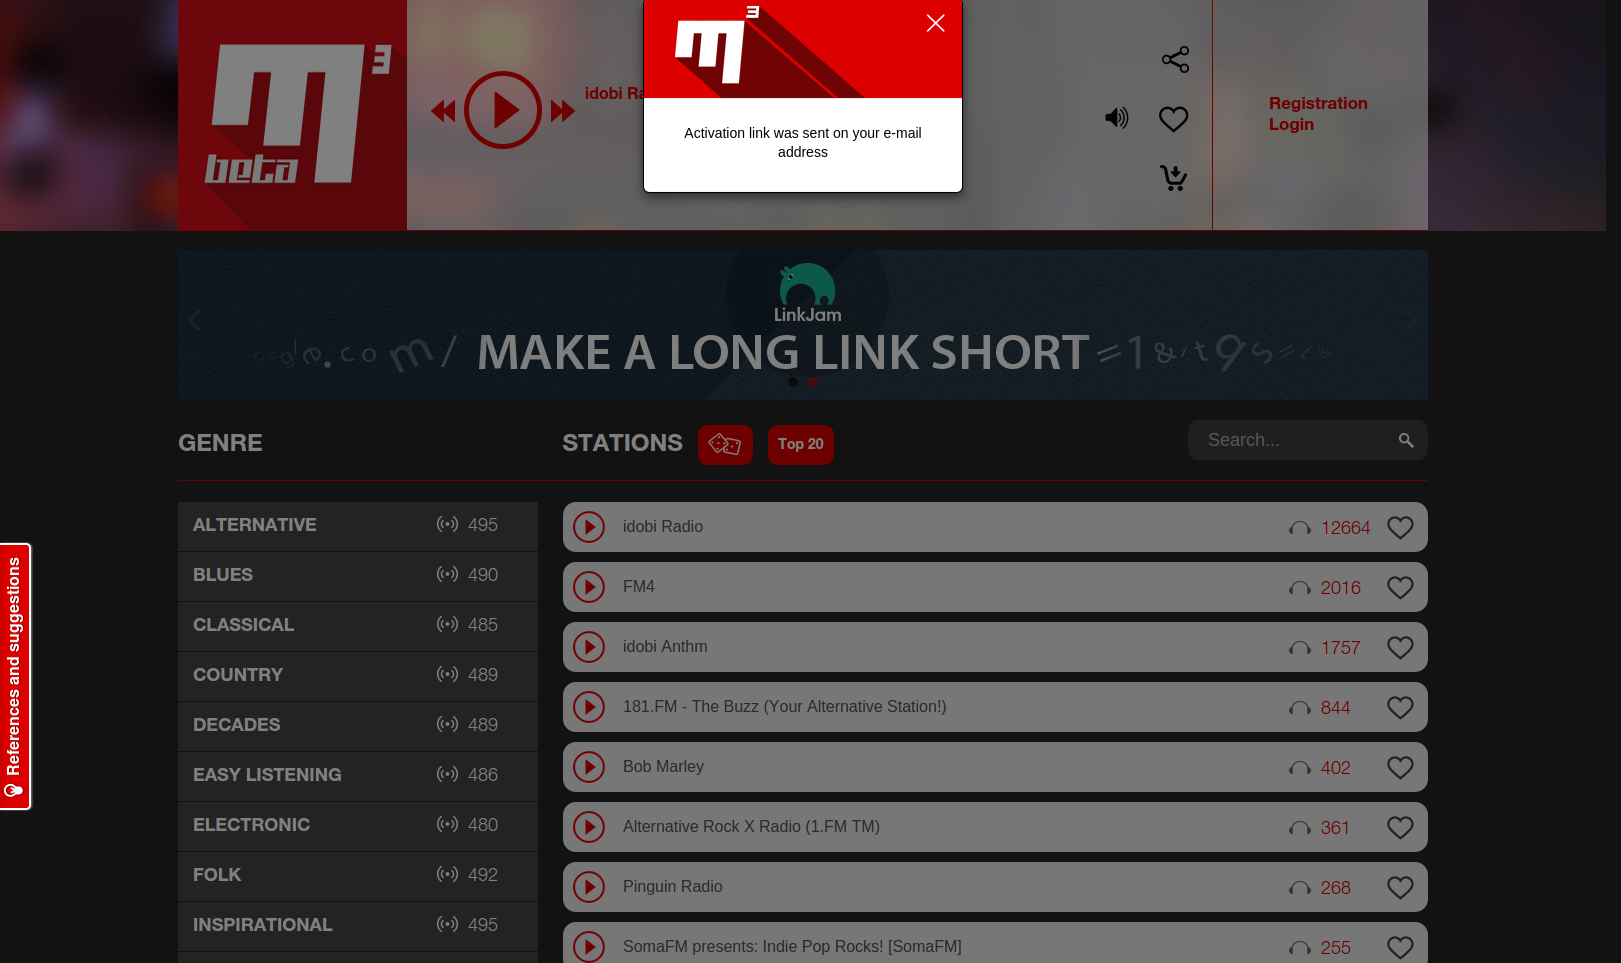 m3
beta
idobi Ra
m3
Activation link was sent on your e-mail
address
Registration
Login
LinkJam
oogle.com/ MAKE A LONG LINK SHORT =1&it9s=
GENRE
STATIONS
Top 20
Search...
ALTERNATIVE 495
BLUES 490
CLASSICAL 485
COUNTRY 489
DECADES 489
EASY LISTENING 486
ELECTRONIC 480
FOLK 492
INSPIRATIONAL 495
idobi Radio 12664
FM4 2016
idobi Anthm 1757
181.FM - The Buzz (Your Alternative Station!) 844
Bob Marley 402
Alternative Rock X Radio (1.FM TM) 361
Pinguin Radio 268
SomaFM presents: Indie Pop Rocks! [SomaFM] 255
References and suggestions